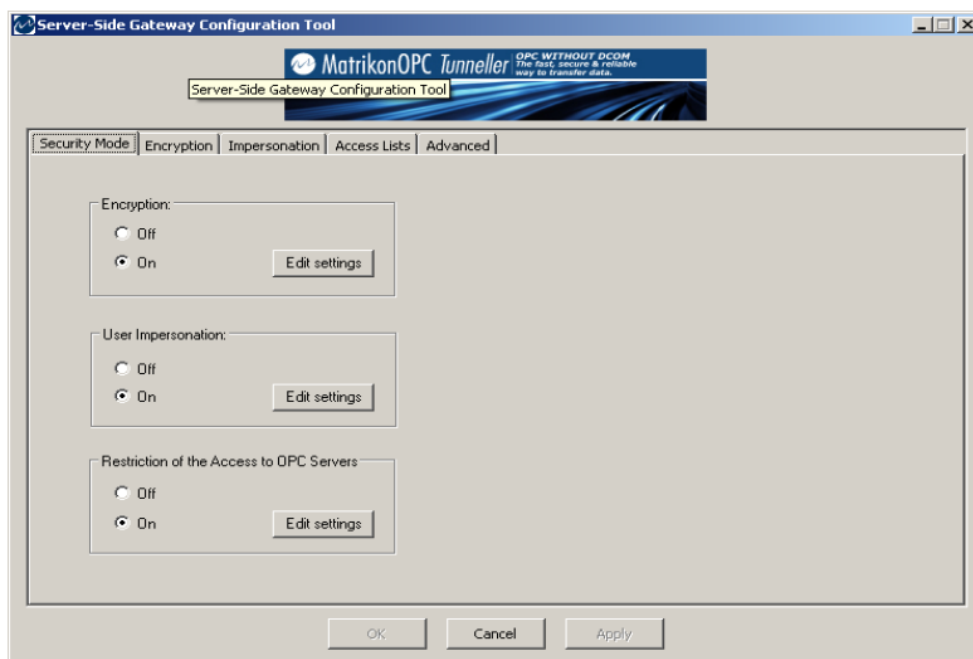 Server-Side Gateway Configuration Tool
MatrikonOPC Tunneller
OPC WITHOUT DCOM
The fast, secure & reliable
way to transfer data.
Server-Side Gateway Configuration Tool
Security Mode Encryption Impersonation Access Lists Advanced
Encryption:
Off
On Edit settings
User Impersonation:
Off
On Edit settings
Restriction of the Access to OPC Servers
Off
On Edit settings
OK Cancel Apply